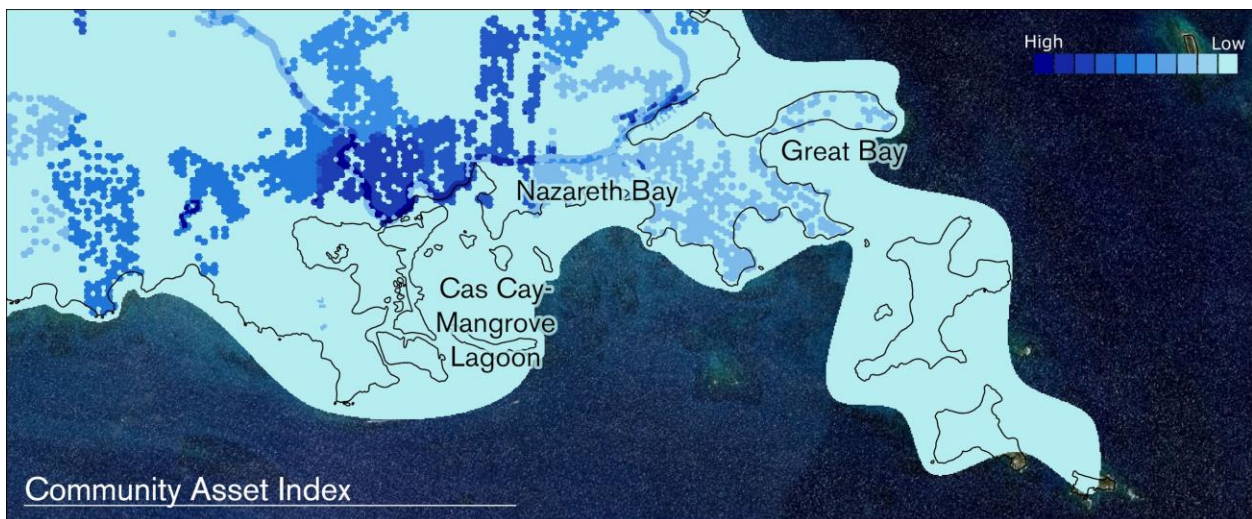 High Low
Great Bay
Nazareth Bay
Cas Cay-
Mangrove
Lagoon
Community Asset Index